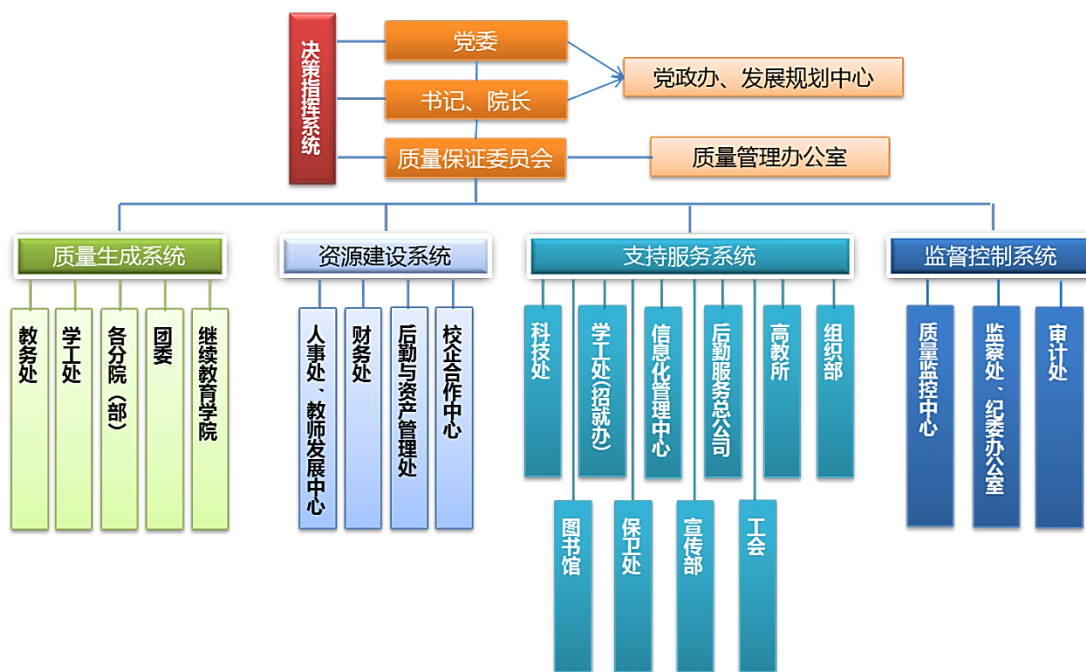 决策指挥系统
党委
书记、院长
质量保证委员会
党政办、发展规划中心
质量管理办公室
质量生成系统
资源建设系统
支持服务系统
监督控制系统
教务处
学工处
各分院（部）
团委
继续教育学院
人事处、教师发展中心
财务处
后勤与资产管理处
校企合作中心
科技处
学工处(招就办)
信息化管理中心
后勤服务总公司
高教所
组织部
图书馆
保卫处
宣传部
工会
质量监控中心
监察处、纪委办公室
审计处